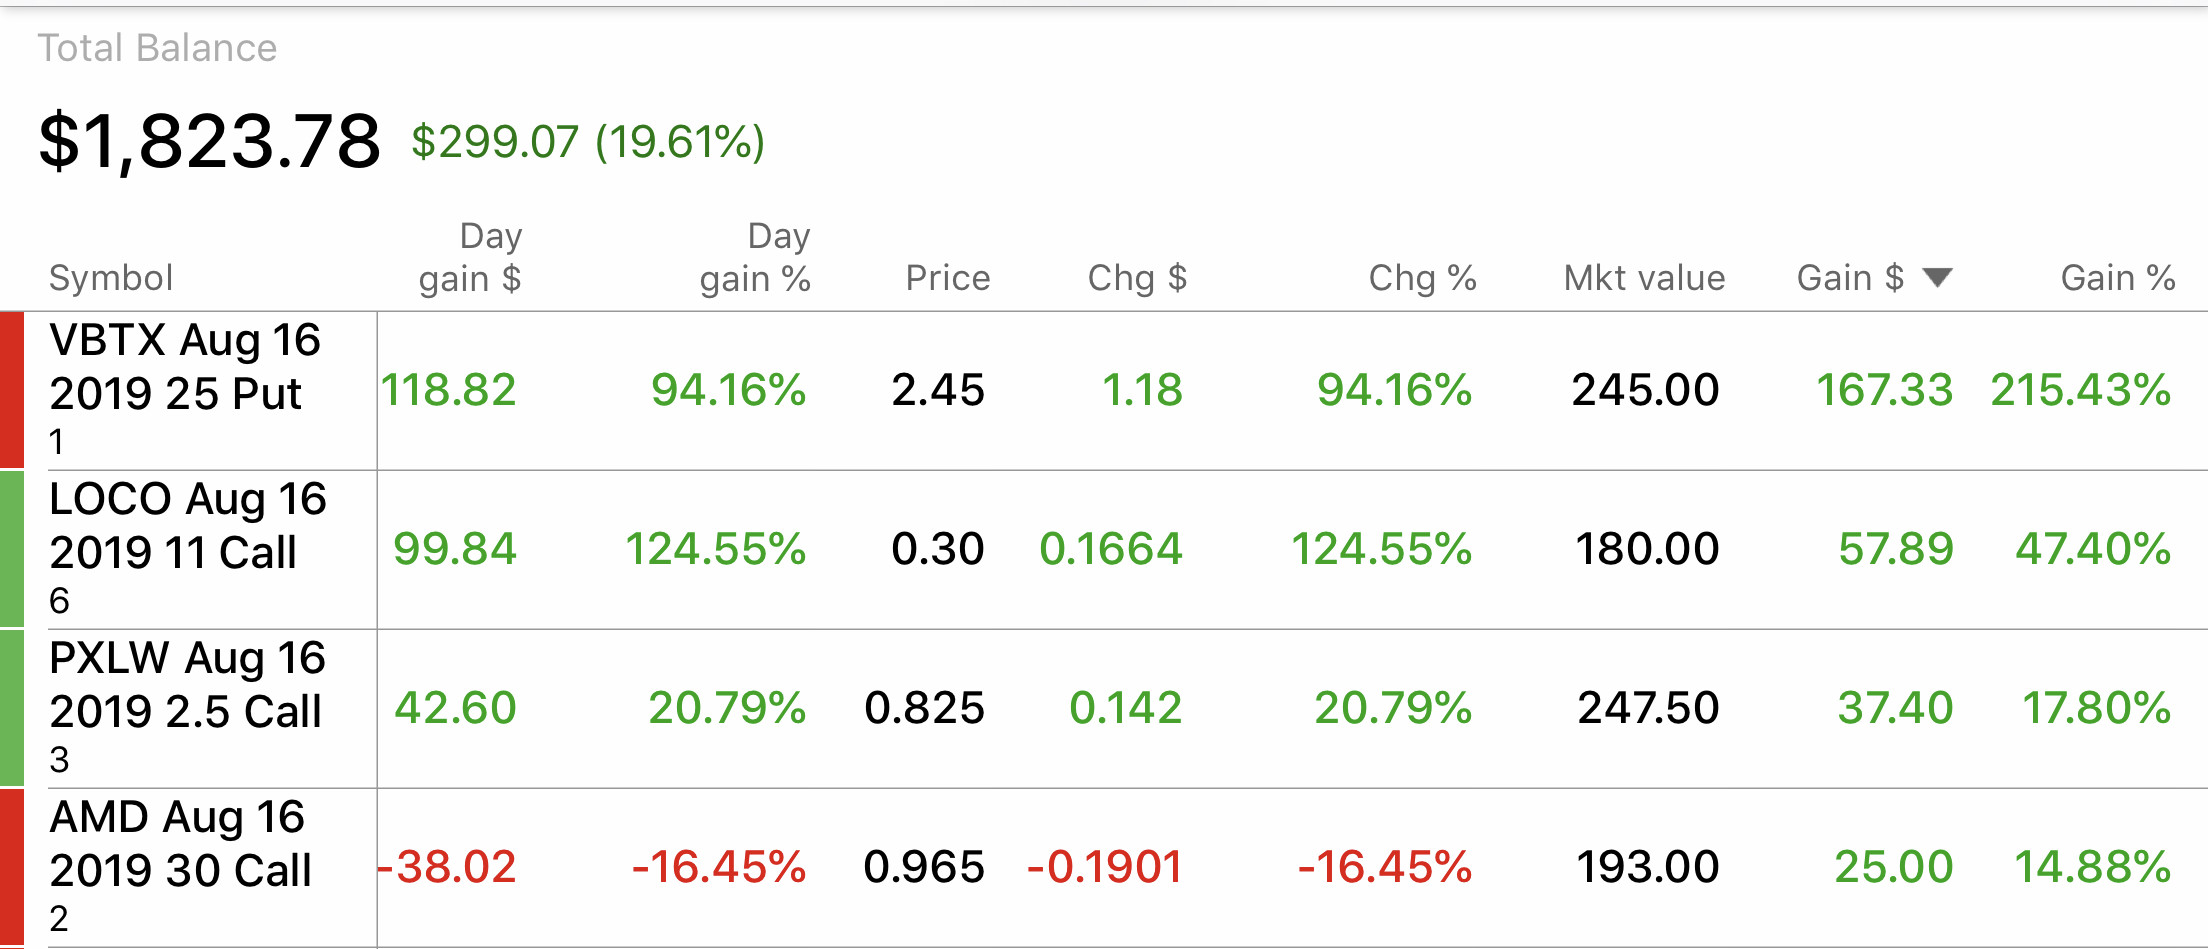 Total Balance
$1,823.78 $299.07 (19.61%)
Symbol Day gain $ Day gain % Price Chg $ Chg % Mkt value Gain $ ▼ Gain %
VBTX Aug 16
2019 25 Put
1
118.82 94.16% 2.45 1.18 94.16% 245.00 167.33 215.43%
LOCO Aug 16
2019 11 Call
6
99.84 124.55% 0.30 0.1664 124.55% 180.00 57.89 47.40%
PXLW Aug 16
2019 2.5 Call
3
42.60 20.79% 0.825 0.142 20.79% 247.50 37.40 17.80%
AMD Aug 16
2019 30 Call
2
-38.02 -16.45% 0.965 -0.1901 -16.45% 193.00 25.00 14.88%